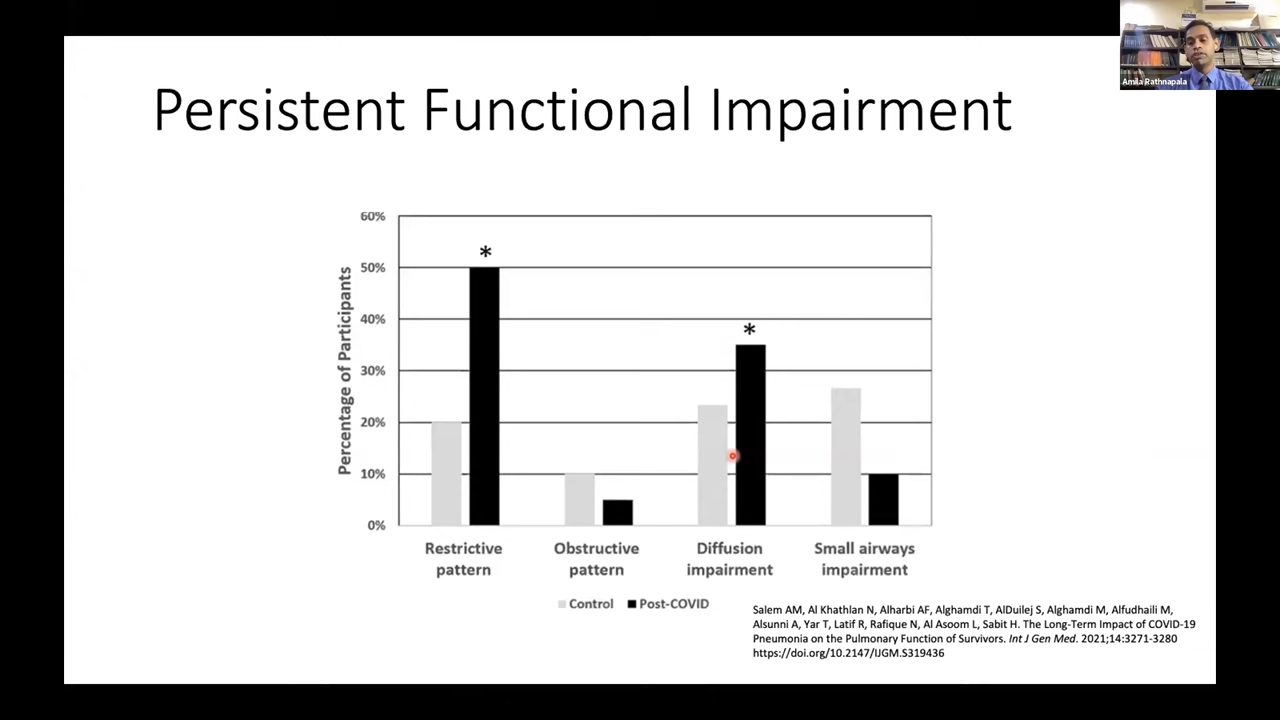 Amila Rathnapala
Persistent Functional Impairment
Percentage of Participants
60%
50%
40%
30%
20%
10%
0%
*
*
Restrictive
pattern
Obstructive
pattern
Diffusion
impairment
Small airways
impairment
Control
Post-COVID
Salem AM, Al Khathlan N, Alharbi AF, Alghamdi T, AlDuilej S, Alghamdi M, Alfudhaili M,
Alsunni A, Yar T, Latif R, Rafique N, Al Asoom L, Sabit H. The Long-Term Impact of COVID-19
Pneumonia on the Pulmonary Function of Survivors. Int J Gen Med. 2021;14:3271-3280
https://doi.org/10.2147/IJGM.S319436